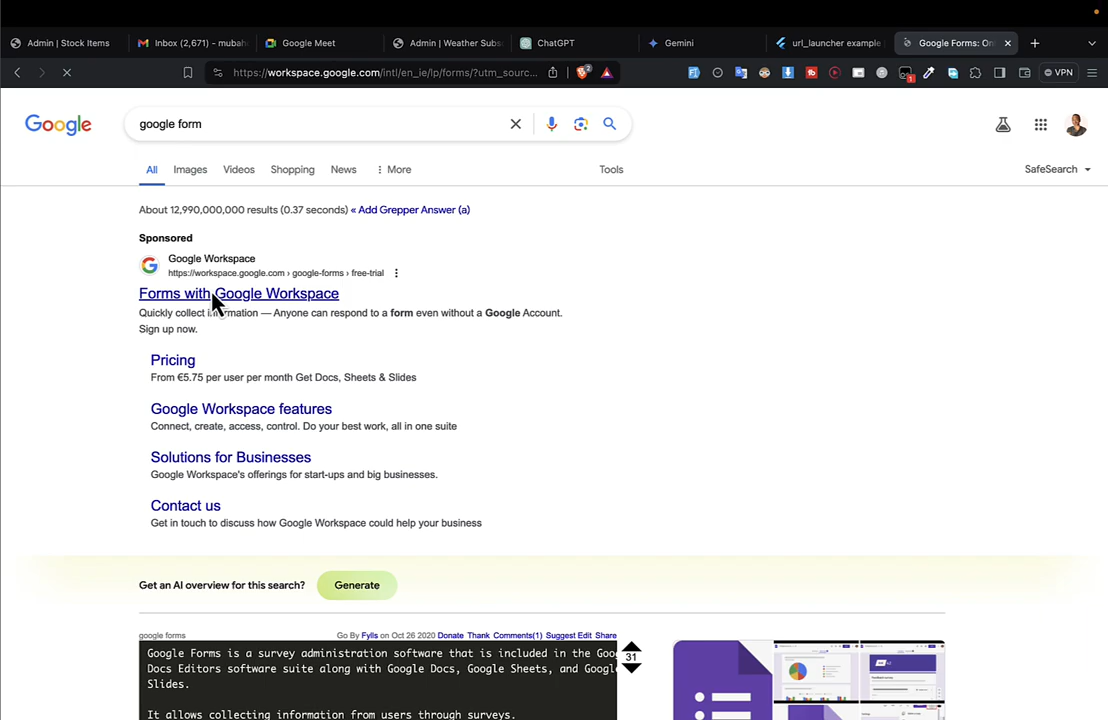 Admin | Stock Items
Inbox (2,671) - mubah
Google Meet
Admin | Weather Subs
ChatGPT
Gemini
url_launcher example
Google Forms: On
https://workspace.google.com/intl/en_ie/lp/forms/?utm_sourc...
2
1
VPN
Google
google form
All
Images
Videos
Shopping
News
More
Tools
SafeSearch
About 12,990,000,000 results (0.37 seconds) « Add Grepper Answer (a)
Sponsored
Google Workspace
https://workspace.google.com › google-forms › free-trial
Forms with Google Workspace
Quickly collect information — Anyone can respond to a form even without a Google Account.
Sign up now.
Pricing
From €5.75 per user per month Get Docs, Sheets & Slides
Google Workspace features
Connect, create, access, control. Do your best work, all in one suite
Solutions for Businesses
Google Workspace's offerings for start-ups and big businesses.
Contact us
Get in touch to discuss how Google Workspace could help your business
Get an AI overview for this search?
Generate
google forms
Go By Fylls on Oct 26 2020 Donate Thank Comments(1) Suggest Edit Share
Google Forms is a survey administration software that is included in the Goo
Docs Editors software suite along with Google Docs, Google Sheets, and Googl
Slides.
It allows collecting information from users through surveys.
31